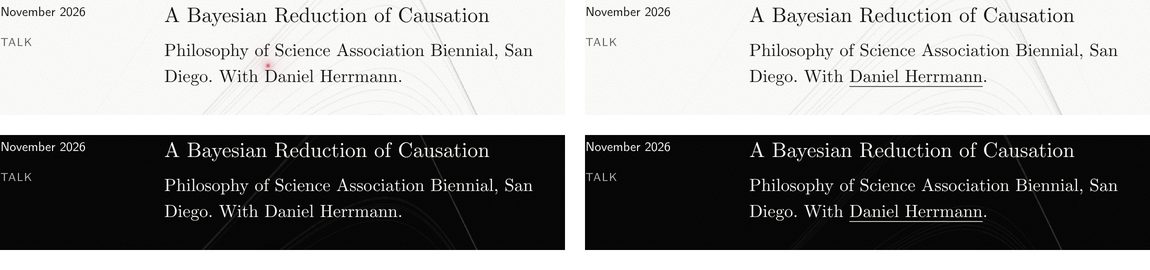 November 2026
A Bayesian Reduction of Causation
TALK
Philosophy of Science Association Biennial, San
Diego. With Daniel Herrmann.
November 2026
A Bayesian Reduction of Causation
TALK
Philosophy of Science Association Biennial, San
Diego. With Daniel Herrmann.
November 2026
A Bayesian Reduction of Causation
TALK
Philosophy of Science Association Biennial, San
Diego. With Daniel Herrmann.
November 2026
A Bayesian Reduction of Causation
TALK
Philosophy of Science Association Biennial, San
Diego. With Daniel Herrmann.